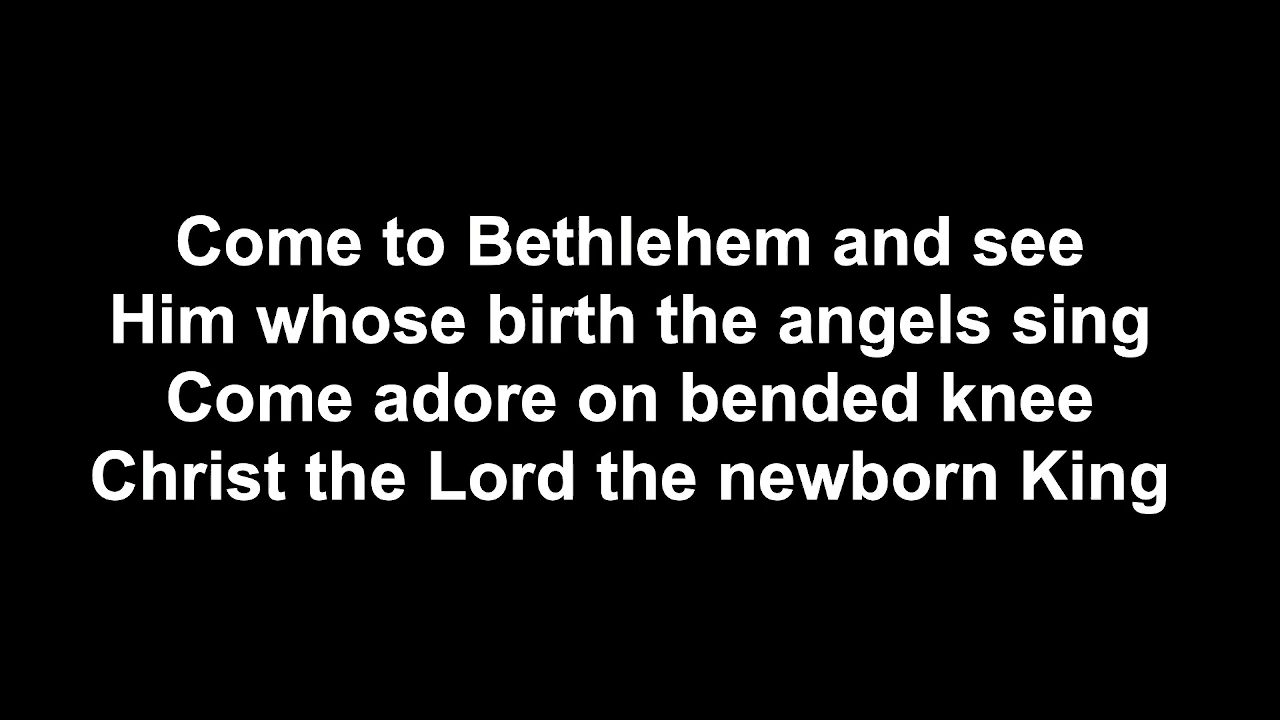 Come to Bethlehem and see
Him whose birth the angels sing
Come adore on bended knee
Christ the Lord the newborn King